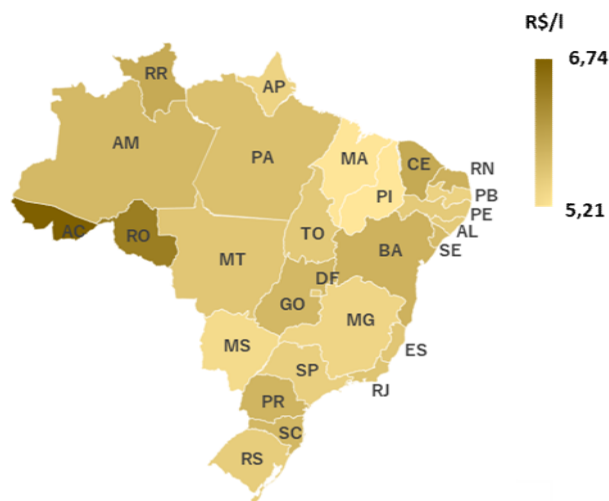 R$/l
6,74
5,21
RR
AP
AM
PA
MA
CE
RN
PI
PB
PE
AL
SE
AC
RO
TO
BA
MT
DF
GO
MG
ES
MS
SP
RJ
PR
SC
RS